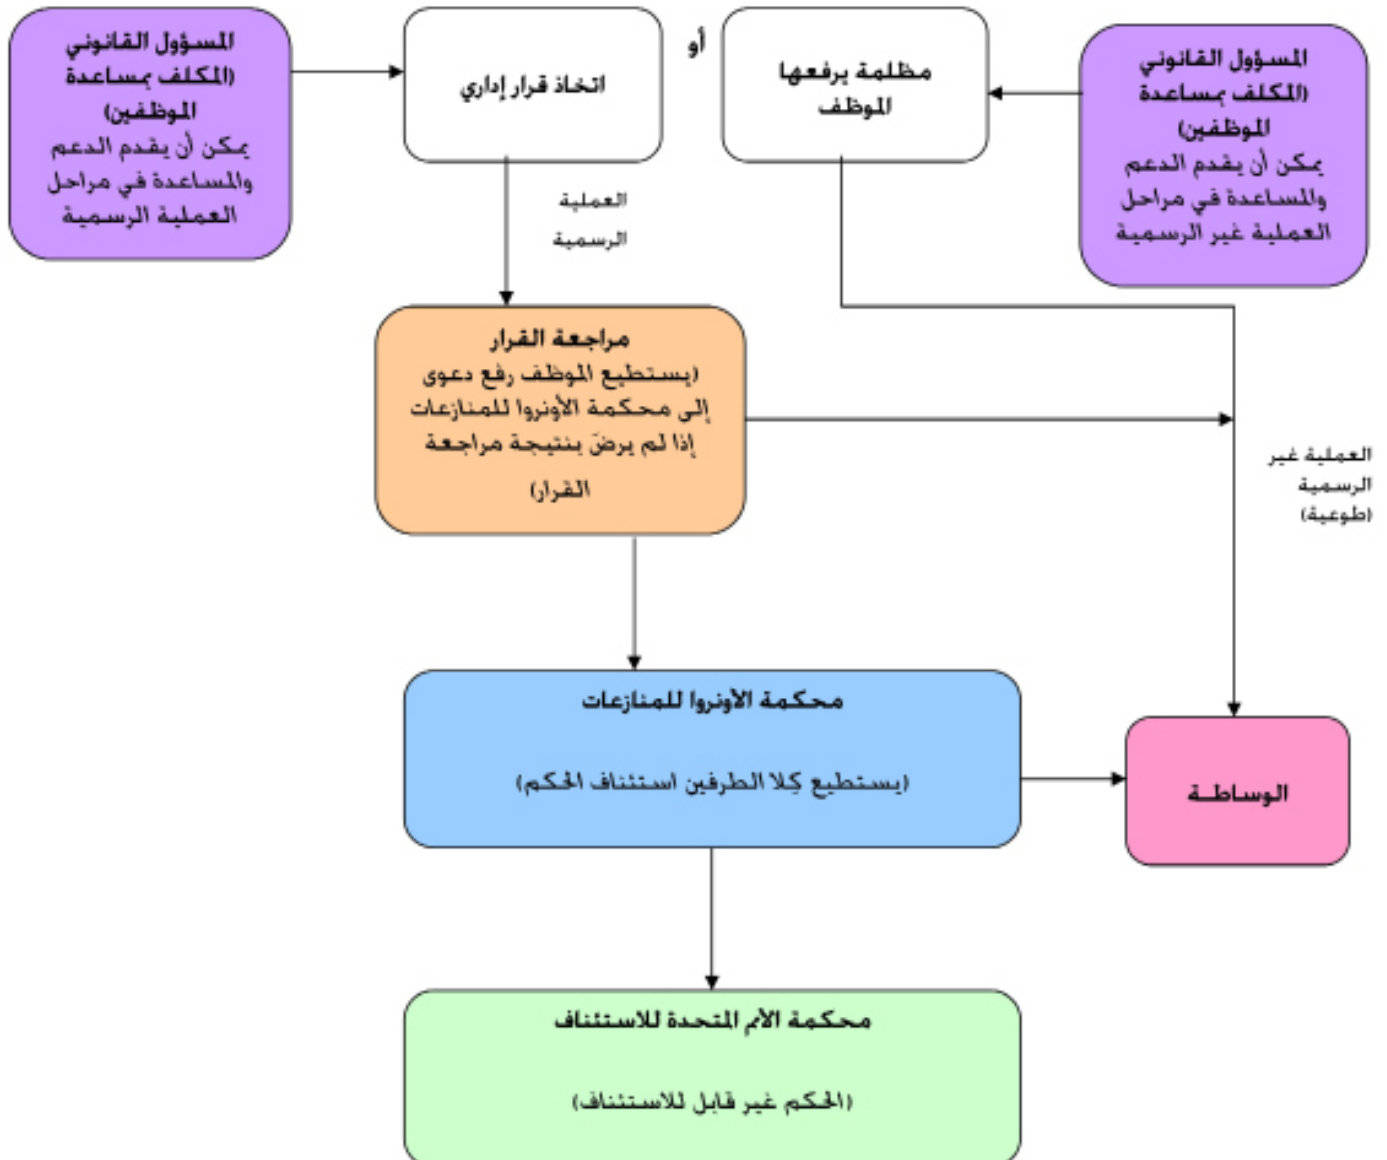 المسؤول القانوني
(المكلف بمساعدة
الموظفين)
يمكن أن يقدم الدعم
والمساعدة في مراحل
العملية غير الرسمية
مظلمة يرفعها
الموظف
أو
اتخاذ قرار إداري
المسؤول القانوني
(المكلف بمساعدة
الموظفين)
يمكن أن يقدم الدعم
والمساعدة في مراحل
العملية الرسمية
العملية
الرسمية
مراجعة القرار
(يستطيع الموظف رفع دعوى
إلى محكمة الأونروا للمنازعات
إذا لم يرضَ بنتيجة مراجعة
القرار)
العملية غير
الرسمية
(طوعية)
محكمة الأونروا للمنازعات
(يستطيع كِلا الطرفين استئناف الحكم)
الوساطــة
محكمة الأمم المتحدة للاستئناف
(الحكم غير قابل للاستئناف)